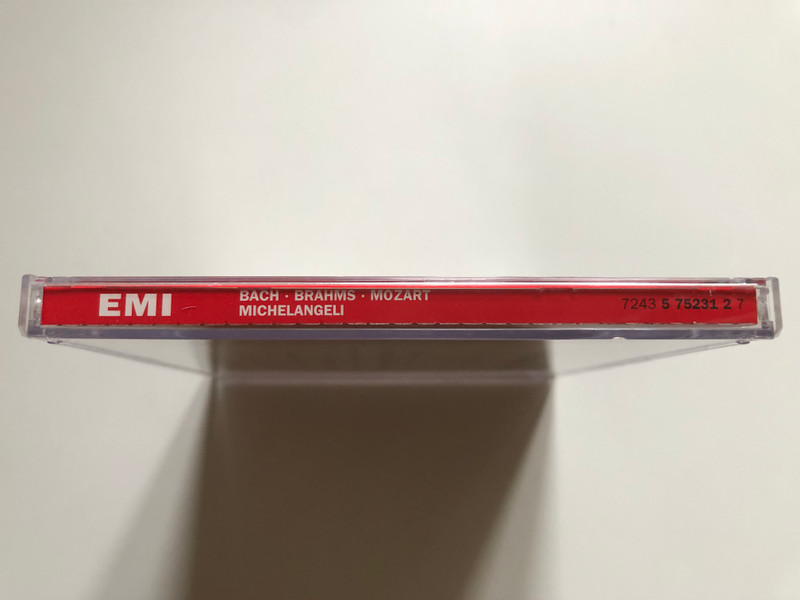 EMI
BACH · BRAHMS · MOZART
MICHELANGELI
7243 5 75231 2 7